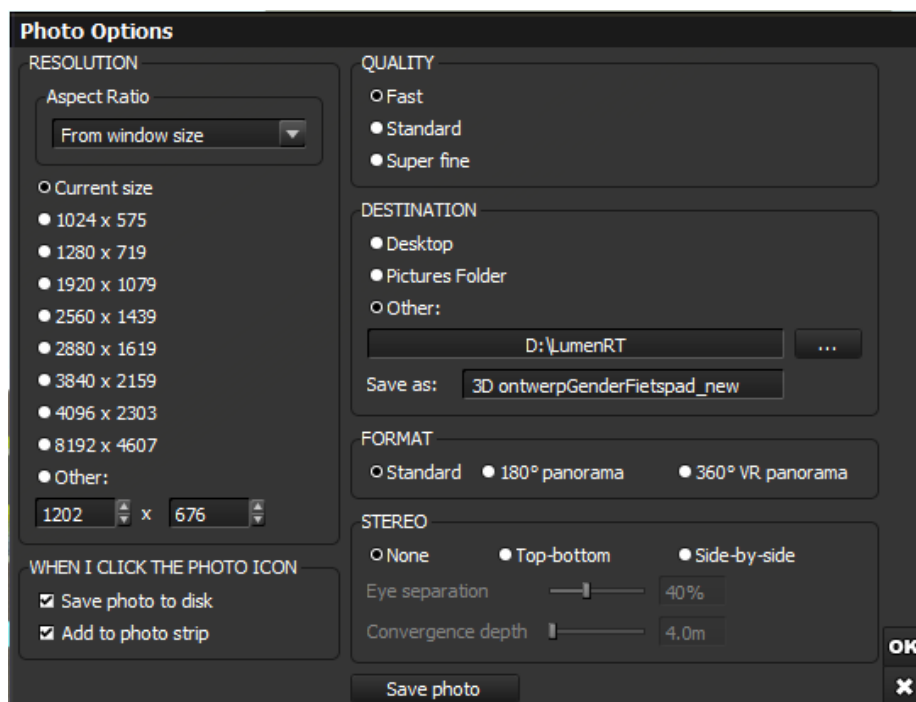 Photo Options
RESOLUTION
Aspect Ratio
From window size
Current size
1024 x 575
1280 x 719
1920 x 1079
2560 x 1439
2880 x 1619
3840 x 2159
4096 x 2303
8192 x 4607
Other:
1202 x 676
WHEN I CLICK THE PHOTO ICON
Save photo to disk
Add to photo strip
QUALITY
Fast
Standard
Super fine
DESTINATION
Desktop
Pictures Folder
Other:
D:\LumenRT ...
Save as: 3D ontwerpGenderFietspad_new
FORMAT
Standard 180° panorama 360° VR panorama
STEREO
None Top-bottom Side-by-side
Eye separation 40%
Convergence depth 4.0m
Save photo
OK